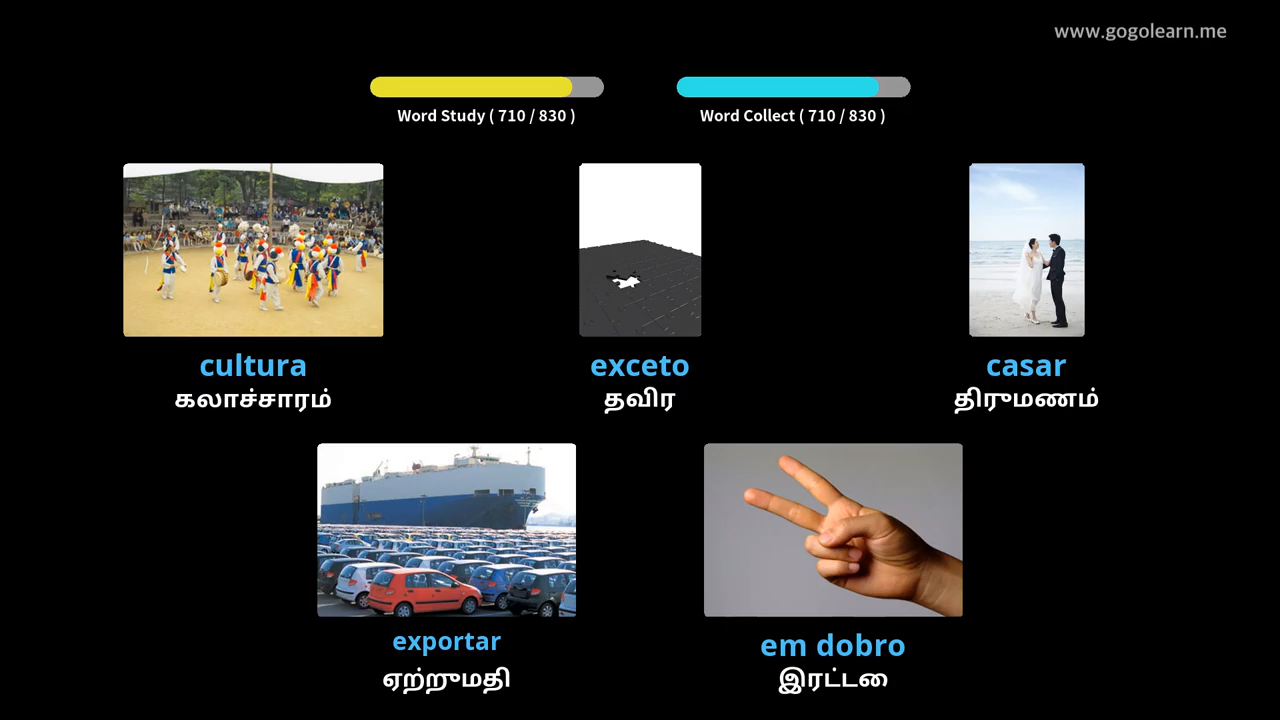 www.gogolearn.me
Word Study ( 710 / 830 )
Word Collect ( 710 / 830 )
cultura
கலாச்சாரம்
exceto
தவிர
casar
திருமணம்
exportar
ஏற்றுமதி
em dobro
இரட்டை